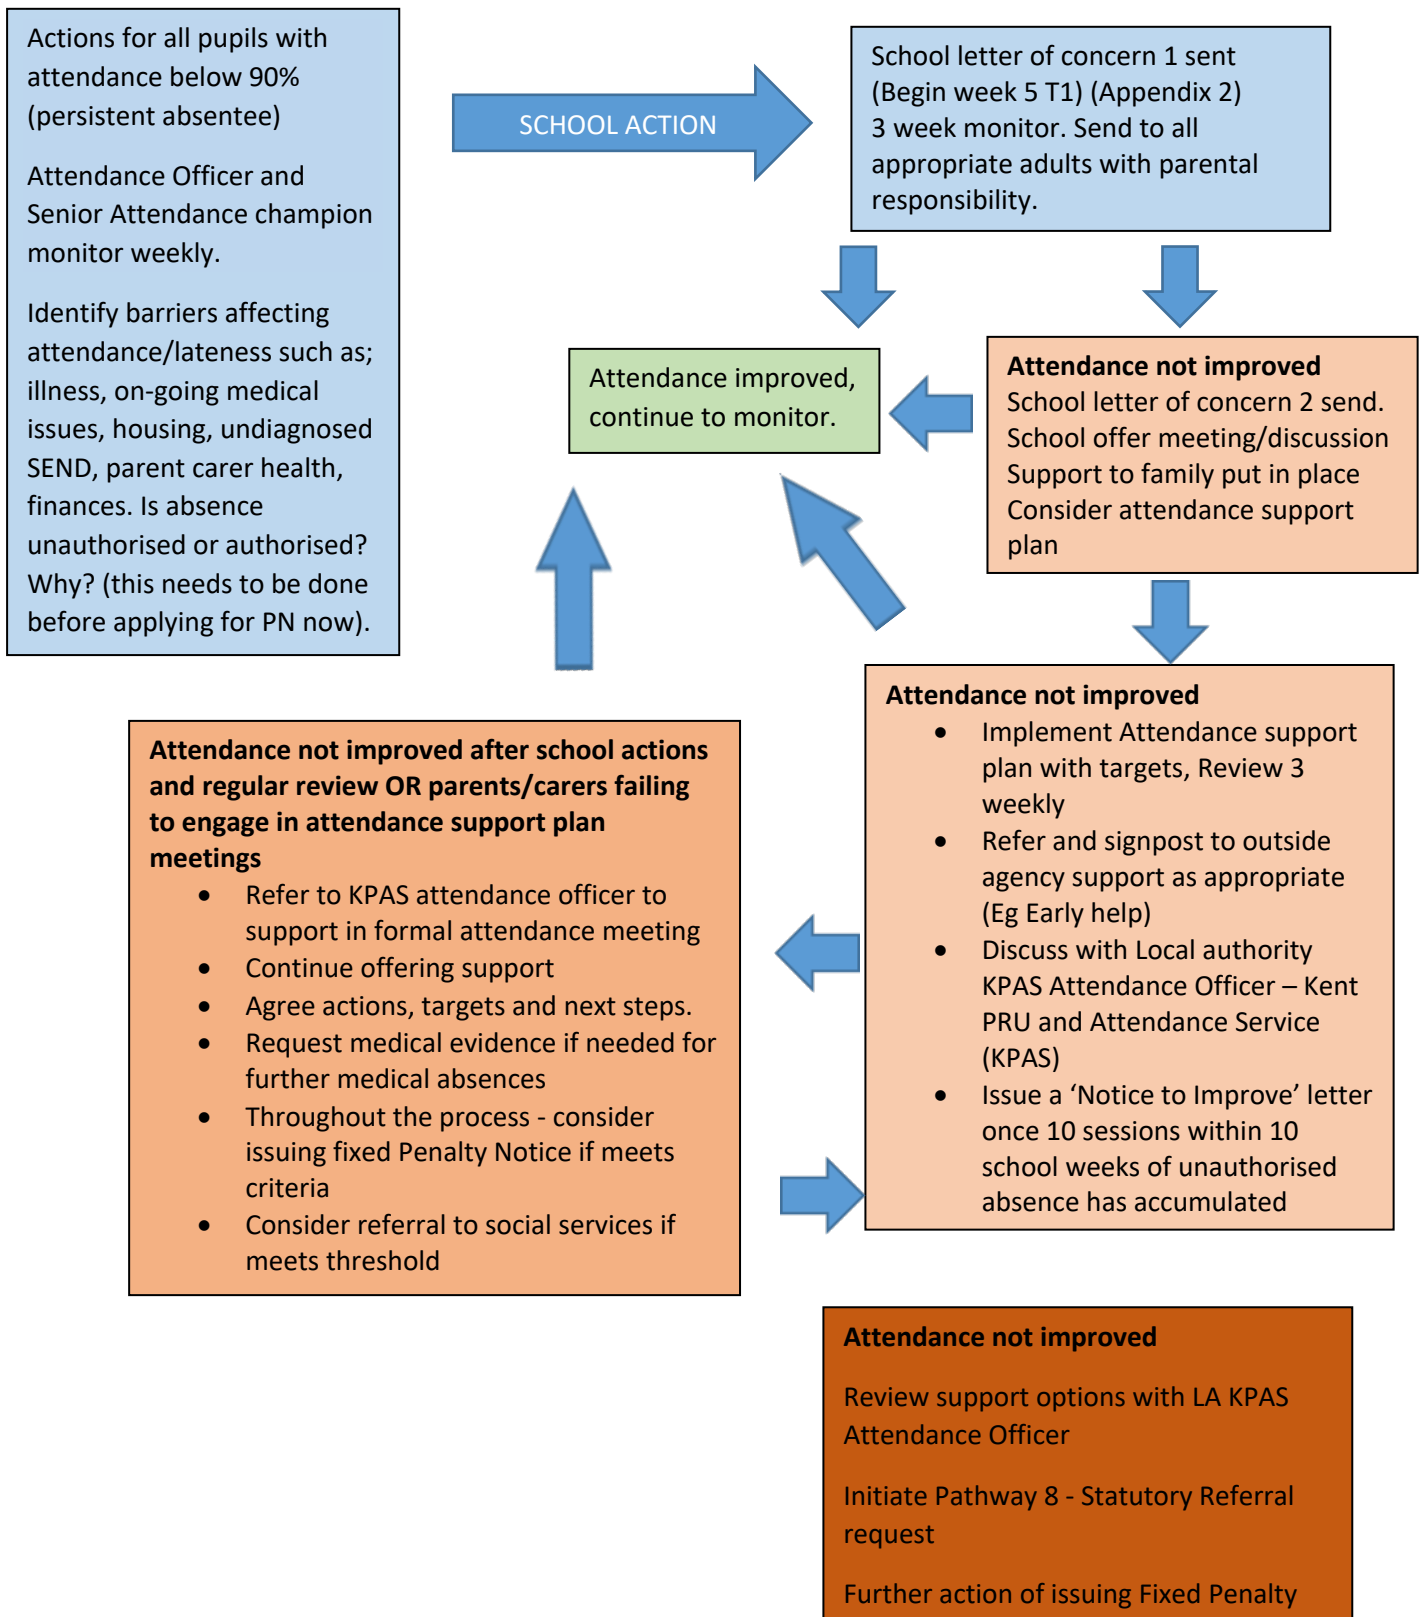 Actions for all pupils with
attendance below 90%
(persistent absentee)
Attendance Officer and
Senior Attendance champion
monitor weekly.
Identify barriers affecting
attendance/lateness such as;
illness, on-going medical
issues, housing, undiagnosed
SEND, parent carer health,
finances. Is absence
unauthorised or authorised?
Why? (this needs to be done
before applying for PN now).
SCHOOL ACTION
School letter of concern 1 sent
(Begin week 5 T1) (Appendix 2)
3 week monitor. Send to all
appropriate adults with parental
responsibility.
Attendance improved,
continue to monitor.
Attendance not improved
School letter of concern 2 send.
School offer meeting/discussion
Support to family put in place
Consider attendance support
plan
Attendance not improved
• Implement Attendance support
plan with targets, Review 3
weekly
• Refer and signpost to outside
agency support as appropriate
(Eg Early help)
• Discuss with Local authority
KPAS Attendance Officer – Kent
PRU and Attendance Service
(KPAS)
• Issue a ‘Notice to Improve’ letter
once 10 sessions within 10
school weeks of unauthorised
absence has accumulated
Attendance not improved after school actions
and regular review OR parents/carers failing
to engage in attendance support plan
meetings
• Refer to KPAS attendance officer to
support in formal attendance meeting
• Continue offering support
• Agree actions, targets and next steps.
• Request medical evidence if needed for
further medical absences
• Throughout the process - consider
issuing fixed Penalty Notice if meets
criteria
• Consider referral to social services if
meets threshold
Attendance not improved
Review support options with LA KPAS
Attendance Officer
Initiate Pathway 8 - Statutory Referral
request
Further action of issuing Fixed Penalty